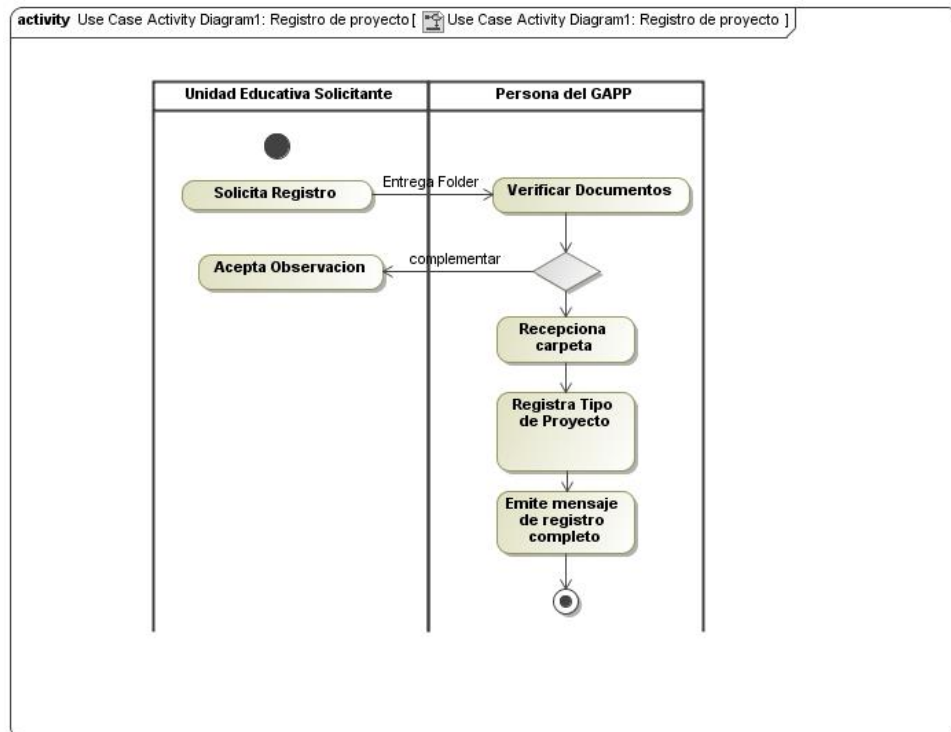 activity Use Case Activity Diagram1: Registro de proyecto [ Use Case Activity Diagram1: Registro de proyecto ]
Unidad Educativa Solicitante
Persona del GAPP
Solicita Registro
Entrega Folder
Verificar Documentos
Acepta Observacion
complementar
Recepciona
carpeta
Registra Tipo
de Proyecto
Emite mensaje
de registro
completo